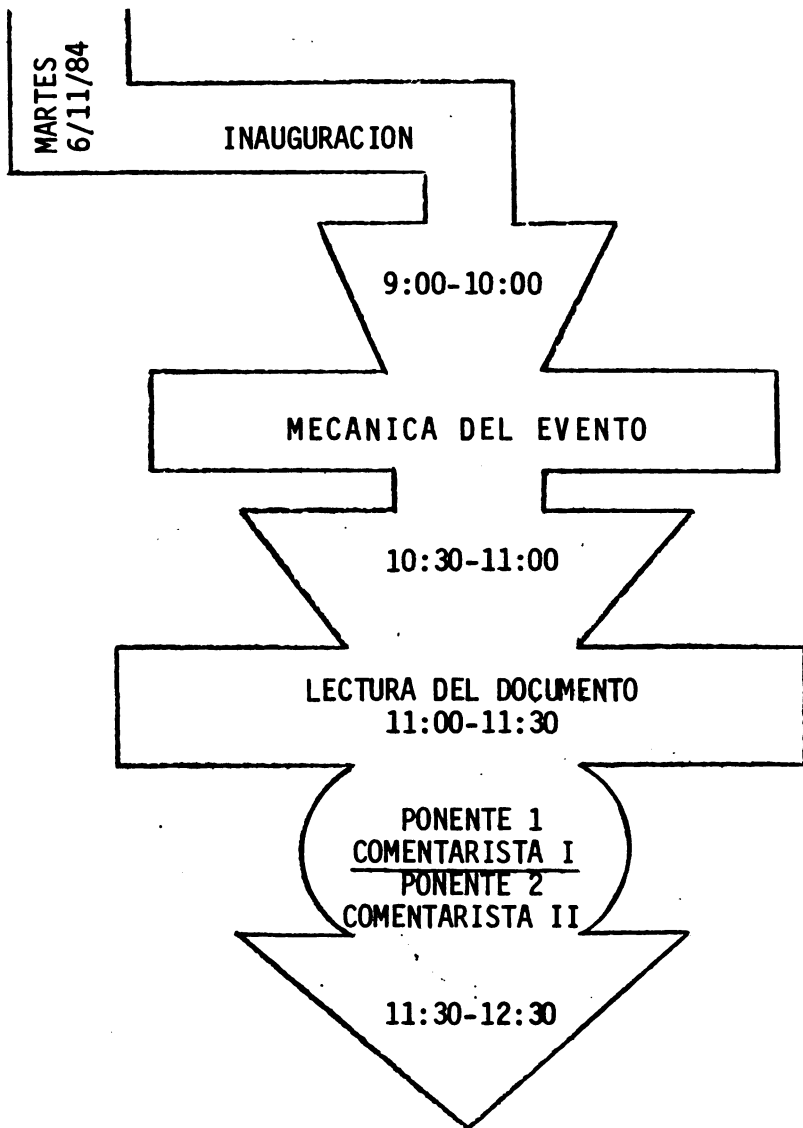 MARTES
6/11/84
INAUGURACION
9:00-10:00
MECANICA DEL EVENTO
10:30-11:00
LECTURA DEL DOCUMENTO
11:00-11:30
PONENTE 1
COMENTARISTA I
PONENTE 2
COMENTARISTA II
11:30-12:30